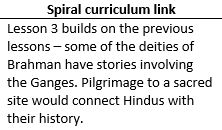 Spiral curriculum link
Lesson 3 builds on the previous
lessons – some of the deities of
Brahman have stories involving
the Ganges. Pilgrimage to a sacred
site would connect Hindus with
their history.